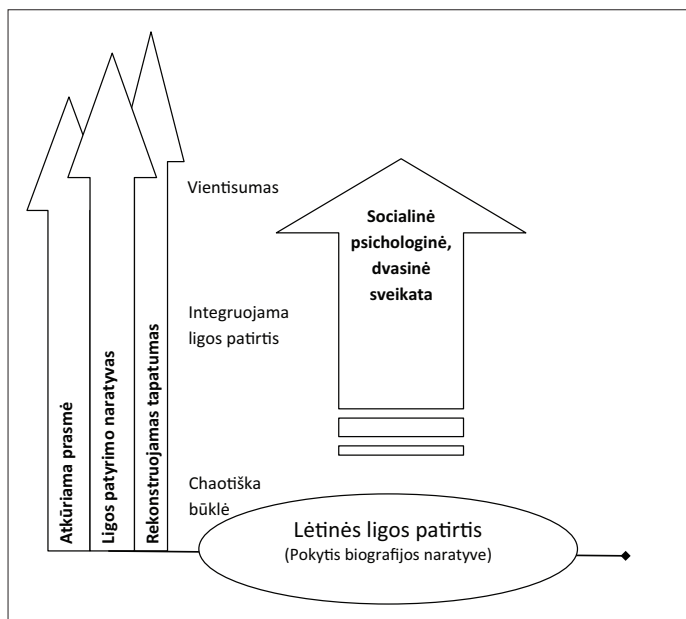 Atkūriama prasmė
Ligos patyrimo naratyvas
Rekonstruojamas tapatumas
Vientisumas
Integruojama
ligos patirtis
Chaotiška
būklė
Socialinė
psichologinė,
dvasinė
sveikata
Lėtinės ligos patirtis
(Pokytis biografijos naratyve)